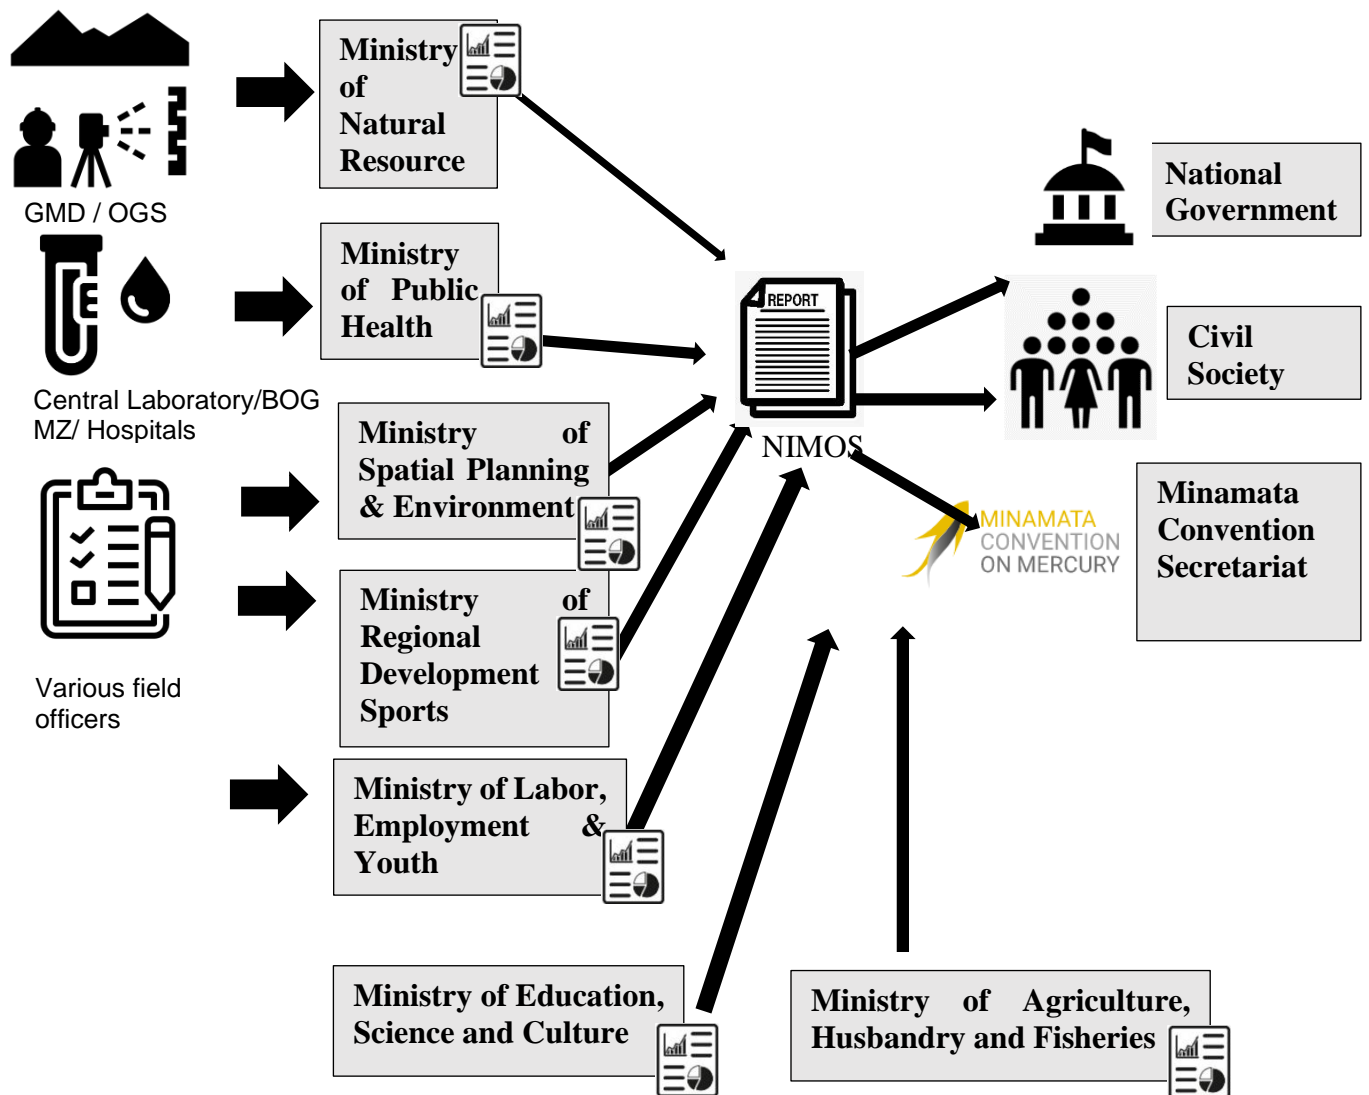 GMD / OGS
Ministry
of
Natural
Resource
Central Laboratory/BOG
MZ/ Hospitals
Ministry
of Public
Health
Various field
officers
Ministry of
Spatial Planning
& Environment
Ministry of
Regional
Development
Sports
Ministry of Labor,
Employment &
Youth
Ministry of Education,
Science and Culture
Ministry of Agriculture,
Husbandry and Fisheries
REPORT
NIMOS
National
Government
Civil
Society
MINAMATA
CONVENTION
ON MERCURY
Minamata
Convention
Secretariat